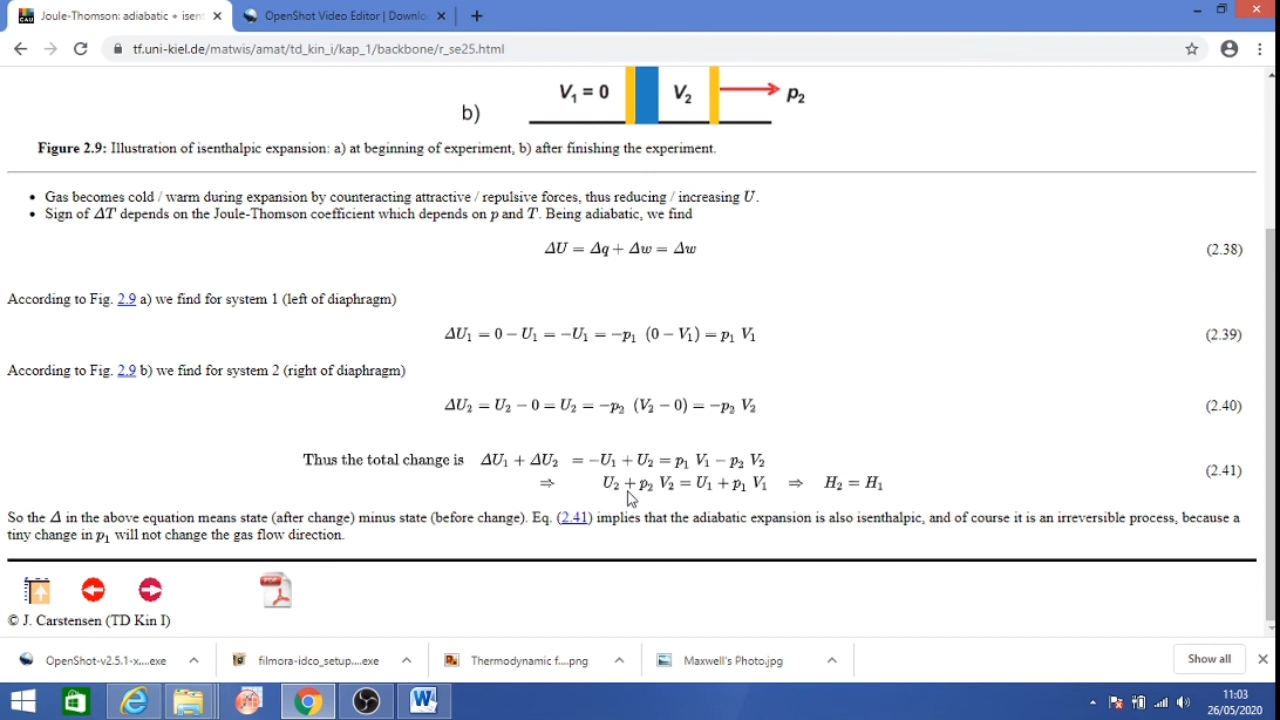 Joule-Thomson: adiabatic + isen
OpenShot Video Editor | Downlo
tf.uni-kiel.de/matwis/amat/td_kin_i/kap_1/backbone/r_se25.html
V₁ = 0 V₂ p₂
b)
Figure 2.9: Illustration of isenthalpic expansion: a) at beginning of experiment, b) after finishing the experiment.
• Gas becomes cold / warm during expansion by counteracting attractive / repulsive forces, thus reducing / increasing U.
• Sign of ΔT depends on the Joule-Thomson coefficient which depends on p and T. Being adiabatic, we find
ΔU = Δq + Δw = Δw (2.38)
According to Fig. 2.9 a) we find for system 1 (left of diaphragm)
ΔU₁ = 0 − U₁ = −U₁ = −p₁ (0 − V₁) = p₁ V₁ (2.39)
According to Fig. 2.9 b) we find for system 2 (right of diaphragm)
ΔU₂ = U₂ − 0 = U₂ = −p₂ (V₂ − 0) = −p₂ V₂ (2.40)
Thus the total change is ΔU₁ + ΔU₂ = −U₁ + U₂ = p₁ V₁ − p₂ V₂
⇒ U₂ + p₂ V₂ = U₁ + p₁ V₁ ⇒ H₂ = H₁ (2.41)
So the Δ in the above equation means state (after change) minus state (before change). Eq. (2.41) implies that the adiabatic expansion is also isenthalpic, and of course it is an irreversible process, because a
tiny change in p₁ will not change the gas flow direction.
PDF
© J. Carstensen (TD Kin I)
OpenShot-v2.5.1-x....exe
filmora-idco_setup....exe
Thermodynamic f....png
Maxwell's Photo.jpg
Show all
11:03
26/05/2020